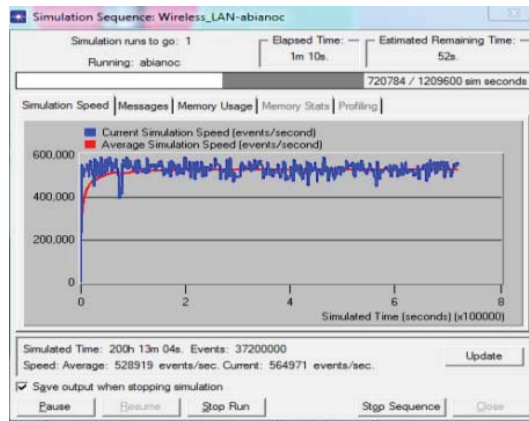 Simulation Sequence: Wireless_LAN-abianoc
Simulation runs to go: 1
Running: abianoc
Elapsed Time:
1m 10s.
Estimated Remaining Time:
52s.
720784 / 1209600 sim seconds
Simulation Speed Messages Memory Usage Memory Stats Profiling
Current Simulation Speed (events/second)
Average Simulation Speed (events/second)
600,000
400,000
200,000
0
0 2 4 6 8
Simulated Time (seconds) (x100000)
Simulated Time: 200h 13m 04s. Events: 37200000
Speed: Average: 528919 events/sec. Current: 564971 events/sec.
Update
Save output when stopping simulation
Pause Resume Stop Run Stop Sequence Close